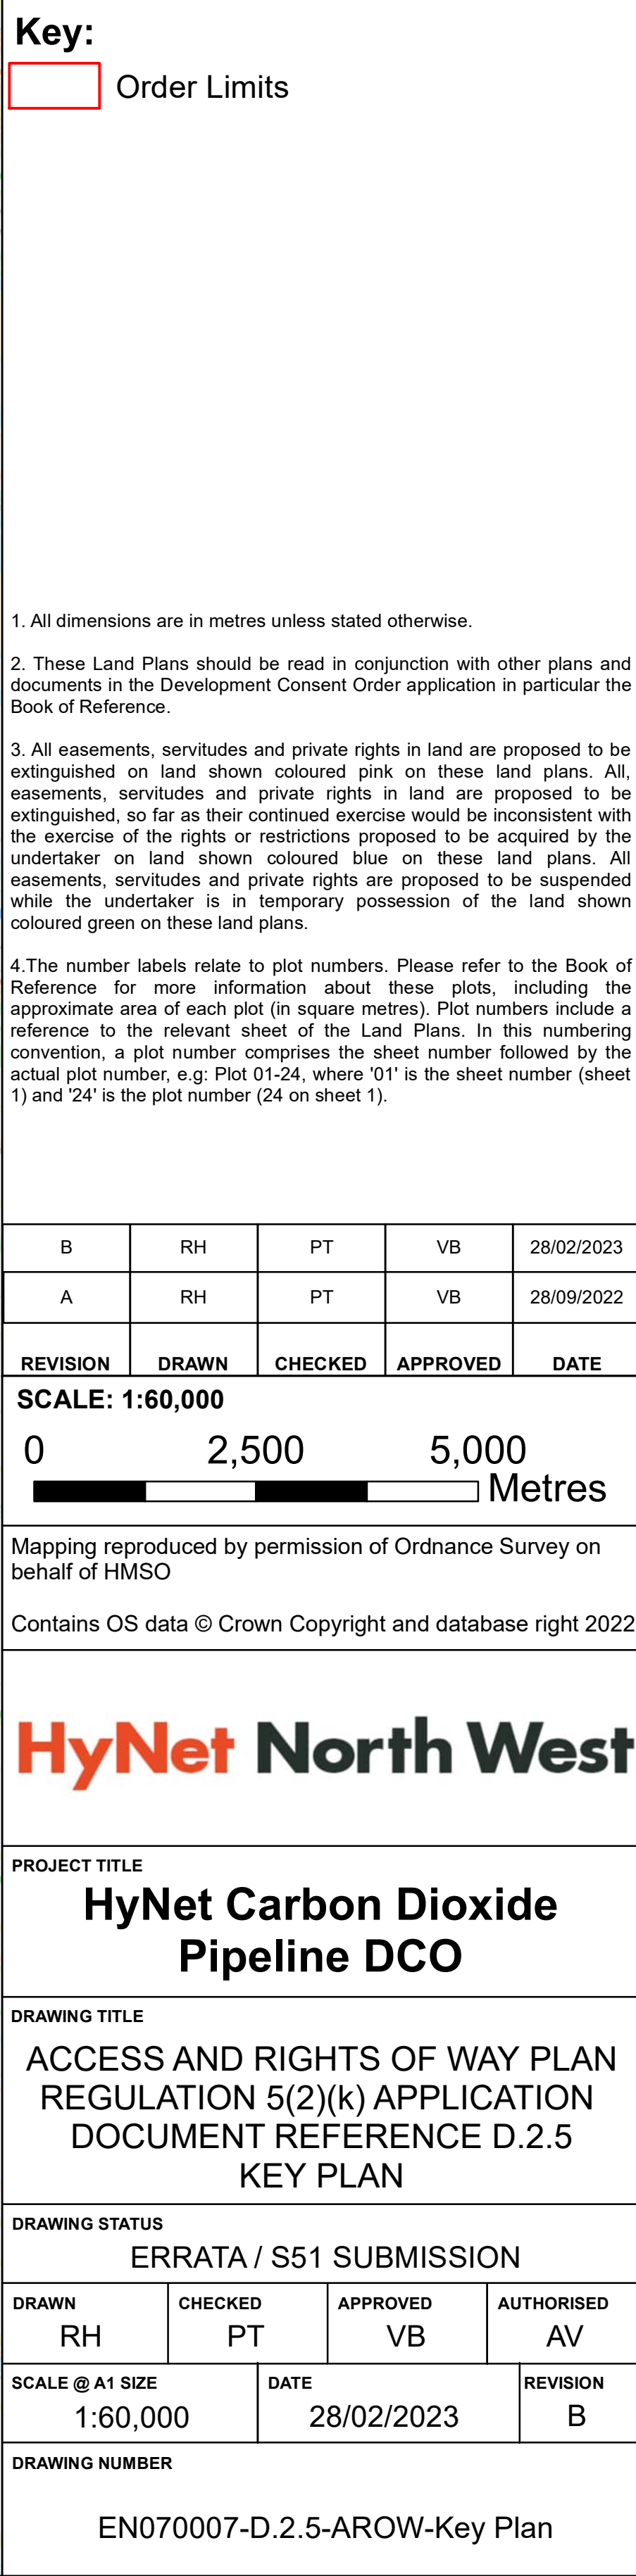 Key:
Order Limits
1. All dimensions are in metres unless stated otherwise.
2. These Land Plans should be read in conjunction with other plans and
documents in the Development Consent Order application in particular the
Book of Reference.
3. All easements, servitudes and private rights in land are proposed to be
extinguished on land shown coloured pink on these land plans. All,
easements, servitudes and private rights in land are proposed to be
extinguished, so far as their continued exercise would be inconsistent with
the exercise of the rights or restrictions proposed to be acquired by the
undertaker on land shown coloured blue on these land plans. All
easements, servitudes and private rights are proposed to be suspended
while the undertaker is in temporary possession of the land shown
coloured green on these land plans.
4.The number labels relate to plot numbers. Please refer to the Book of
Reference for more information about these plots, including the
approximate area of each plot (in square metres). Plot numbers include a
reference to the relevant sheet of the Land Plans. In this numbering
convention, a plot number comprises the sheet number followed by the
actual plot number, e.g: Plot 01-24, where '01' is the sheet number (sheet
1) and '24' is the plot number (24 on sheet 1).
B RH PT VB 28/02/2023
A RH PT VB 28/09/2022
REVISION DRAWN CHECKED APPROVED DATE
SCALE: 1:60,000
0 2,500 5,000
Metres
Mapping reproduced by permission of Ordnance Survey on
behalf of HMSO
Contains OS data © Crown Copyright and database right 2022
HyNet North West
PROJECT TITLE
HyNet Carbon Dioxide
Pipeline DCO
DRAWING TITLE
ACCESS AND RIGHTS OF WAY PLAN
REGULATION 5(2)(k) APPLICATION
DOCUMENT REFERENCE D.2.5
KEY PLAN
DRAWING STATUS
ERRATA / S51 SUBMISSION
DRAWN CHECKED APPROVED AUTHORISED
RH PT VB AV
SCALE @ A1 SIZE DATE REVISION
1:60,000 28/02/2023 B
DRAWING NUMBER
EN070007-D.2.5-AROW-Key Plan